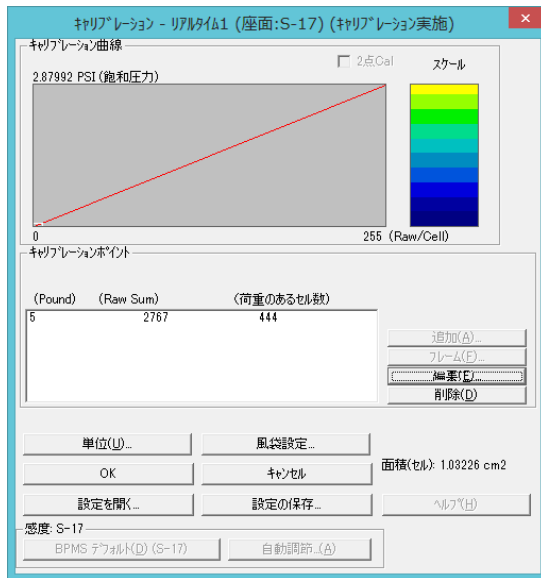 キャリブレーション - リアルタイム1 (座面:S-17) (キャリブレーション実施)
キャリブレーション曲線
2点Cal
スケール
2.87992 PSI (飽和圧力)
0
255 (Raw/Cell)
キャリブレーションポイント
(Pound) (Raw Sum) (荷重のあるセル数)
5 2767 444
追加(A)...
フレーム(F)...
編集(E)...
削除(D)
単位(U)...
風袋設定...
OK
キャンセル
面積(セル): 1.03226 cm2
設定を開く...
設定の保存...
ヘルプ(H)
感度: S-17
BPMS デフォルト(D) (S-17)
自動調節...(A)